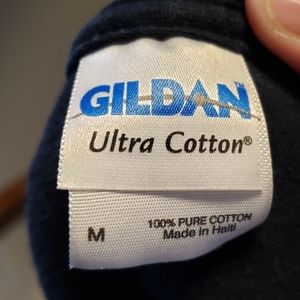 GILDAN
Ultra Cotton®
M
100% PURE COTTON
Made in Haiti